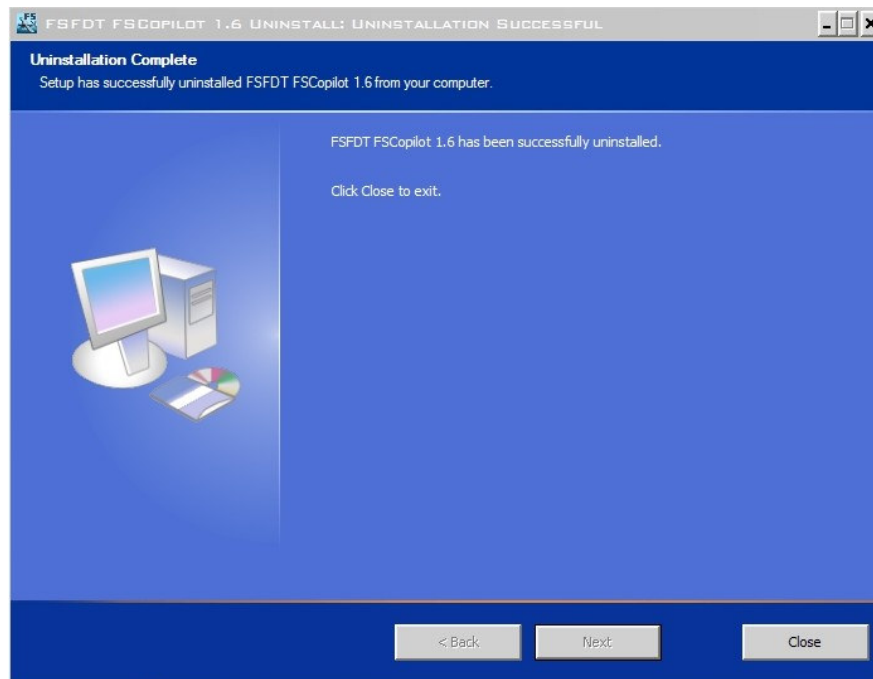 FSFDT FSCopilot 1.6 Uninstall: Uninstallation Successful
Uninstallation Complete
Setup has successfully uninstalled FSFDT FSCopilot 1.6 from your computer.
FSFDT FSCopilot 1.6 has been successfully uninstalled.
Click Close to exit.
< Back
Next
Close